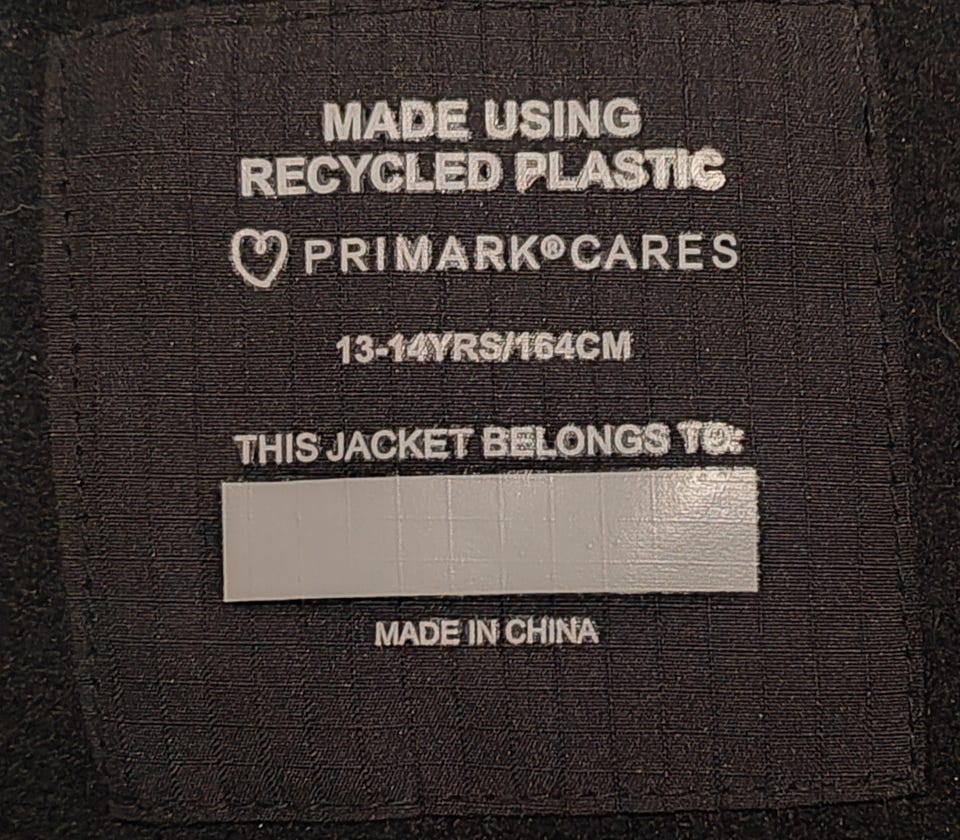 MADE USING
RECYCLED PLASTIC
PRIMARK®CARES
13-14YRS/164CM
THIS JACKET BELONGS TO:
MADE IN CHINA